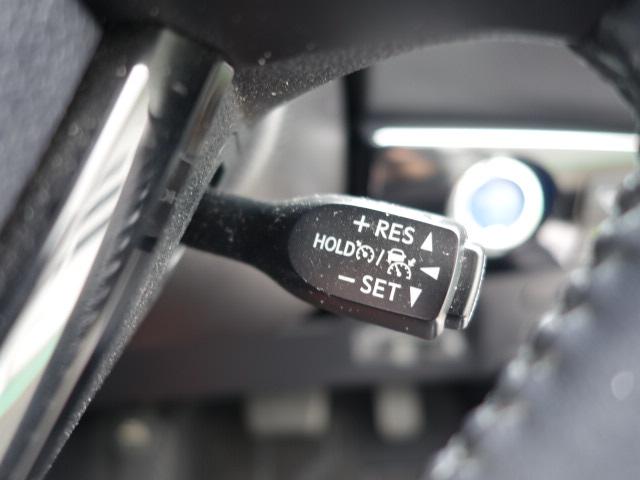 + RES
HOLD /
− SET